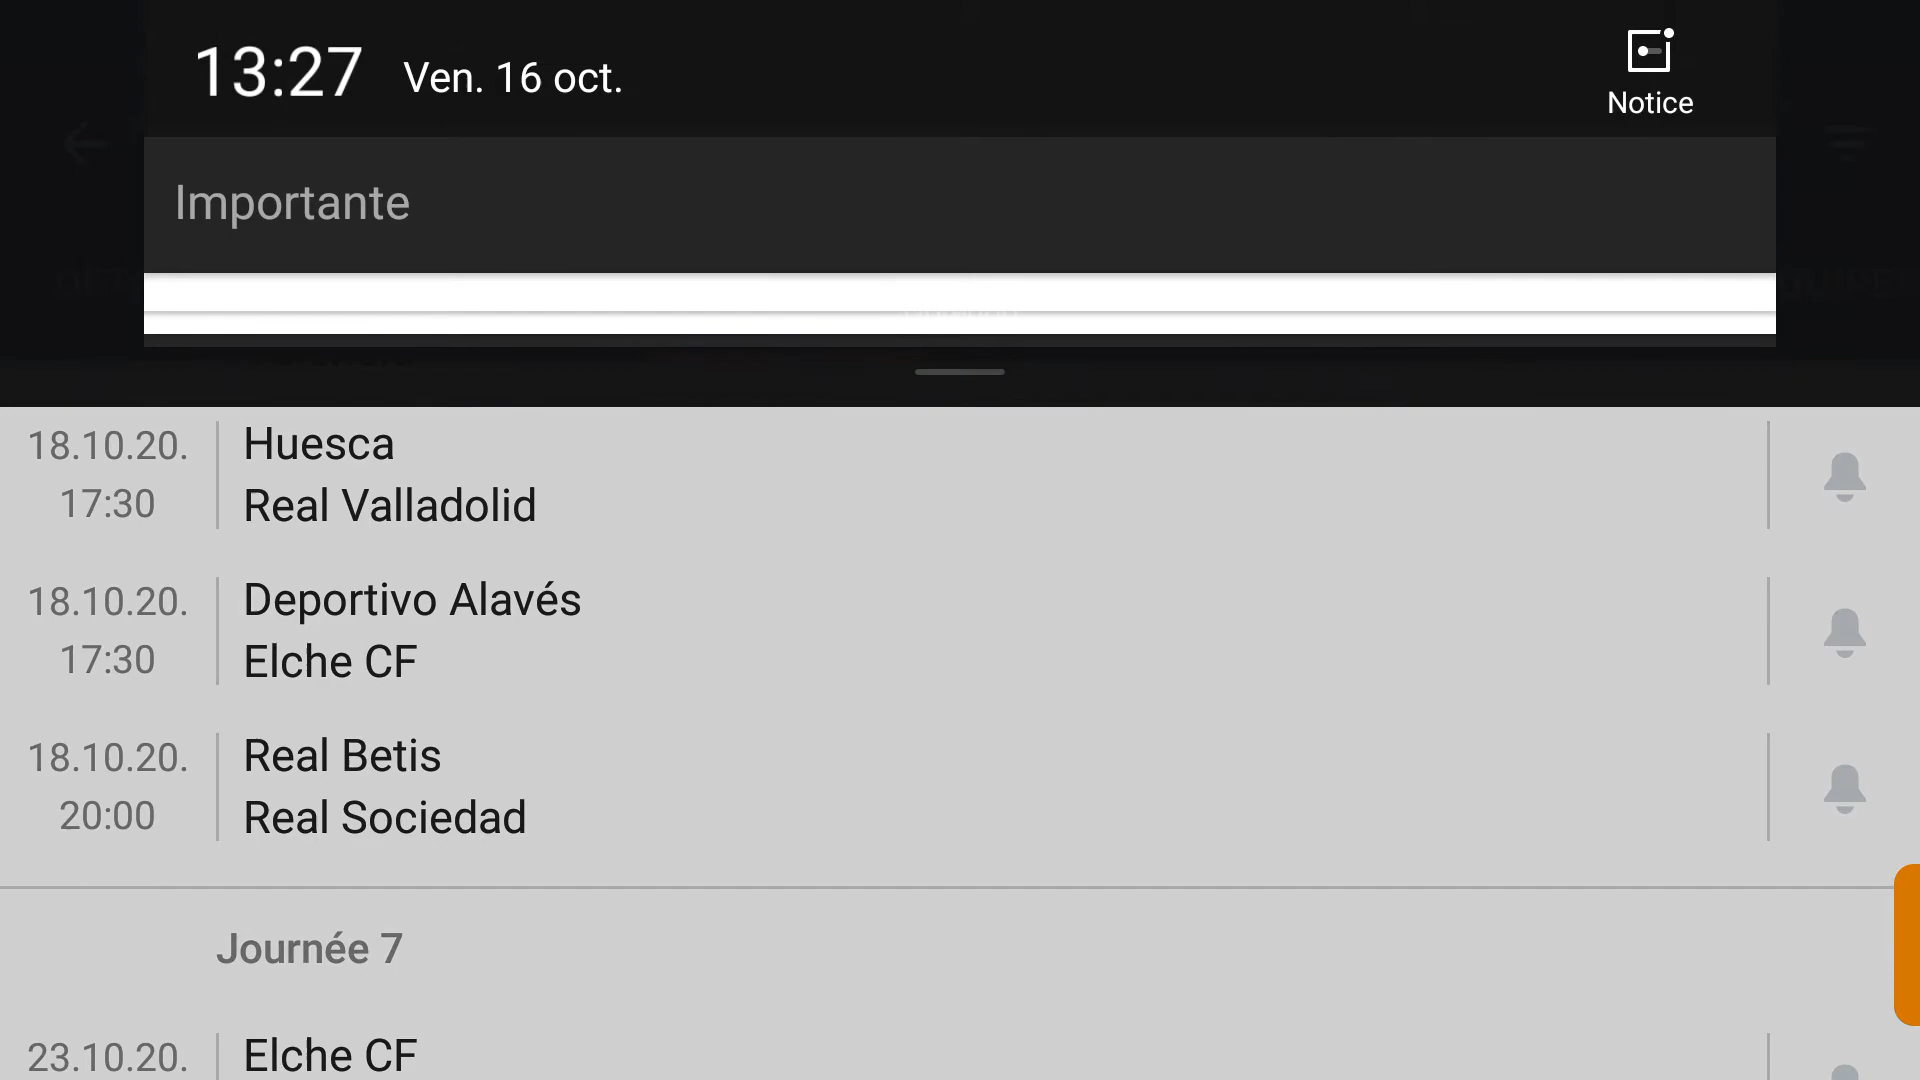 13:27 Ven. 16 oct.
Notice
Importante
18.10.20. Huesca
17:30 Real Valladolid
18.10.20. Deportivo Alavés
17:30 Elche CF
18.10.20. Real Betis
20:00 Real Sociedad
Journée 7
23.10.20. Elche CF